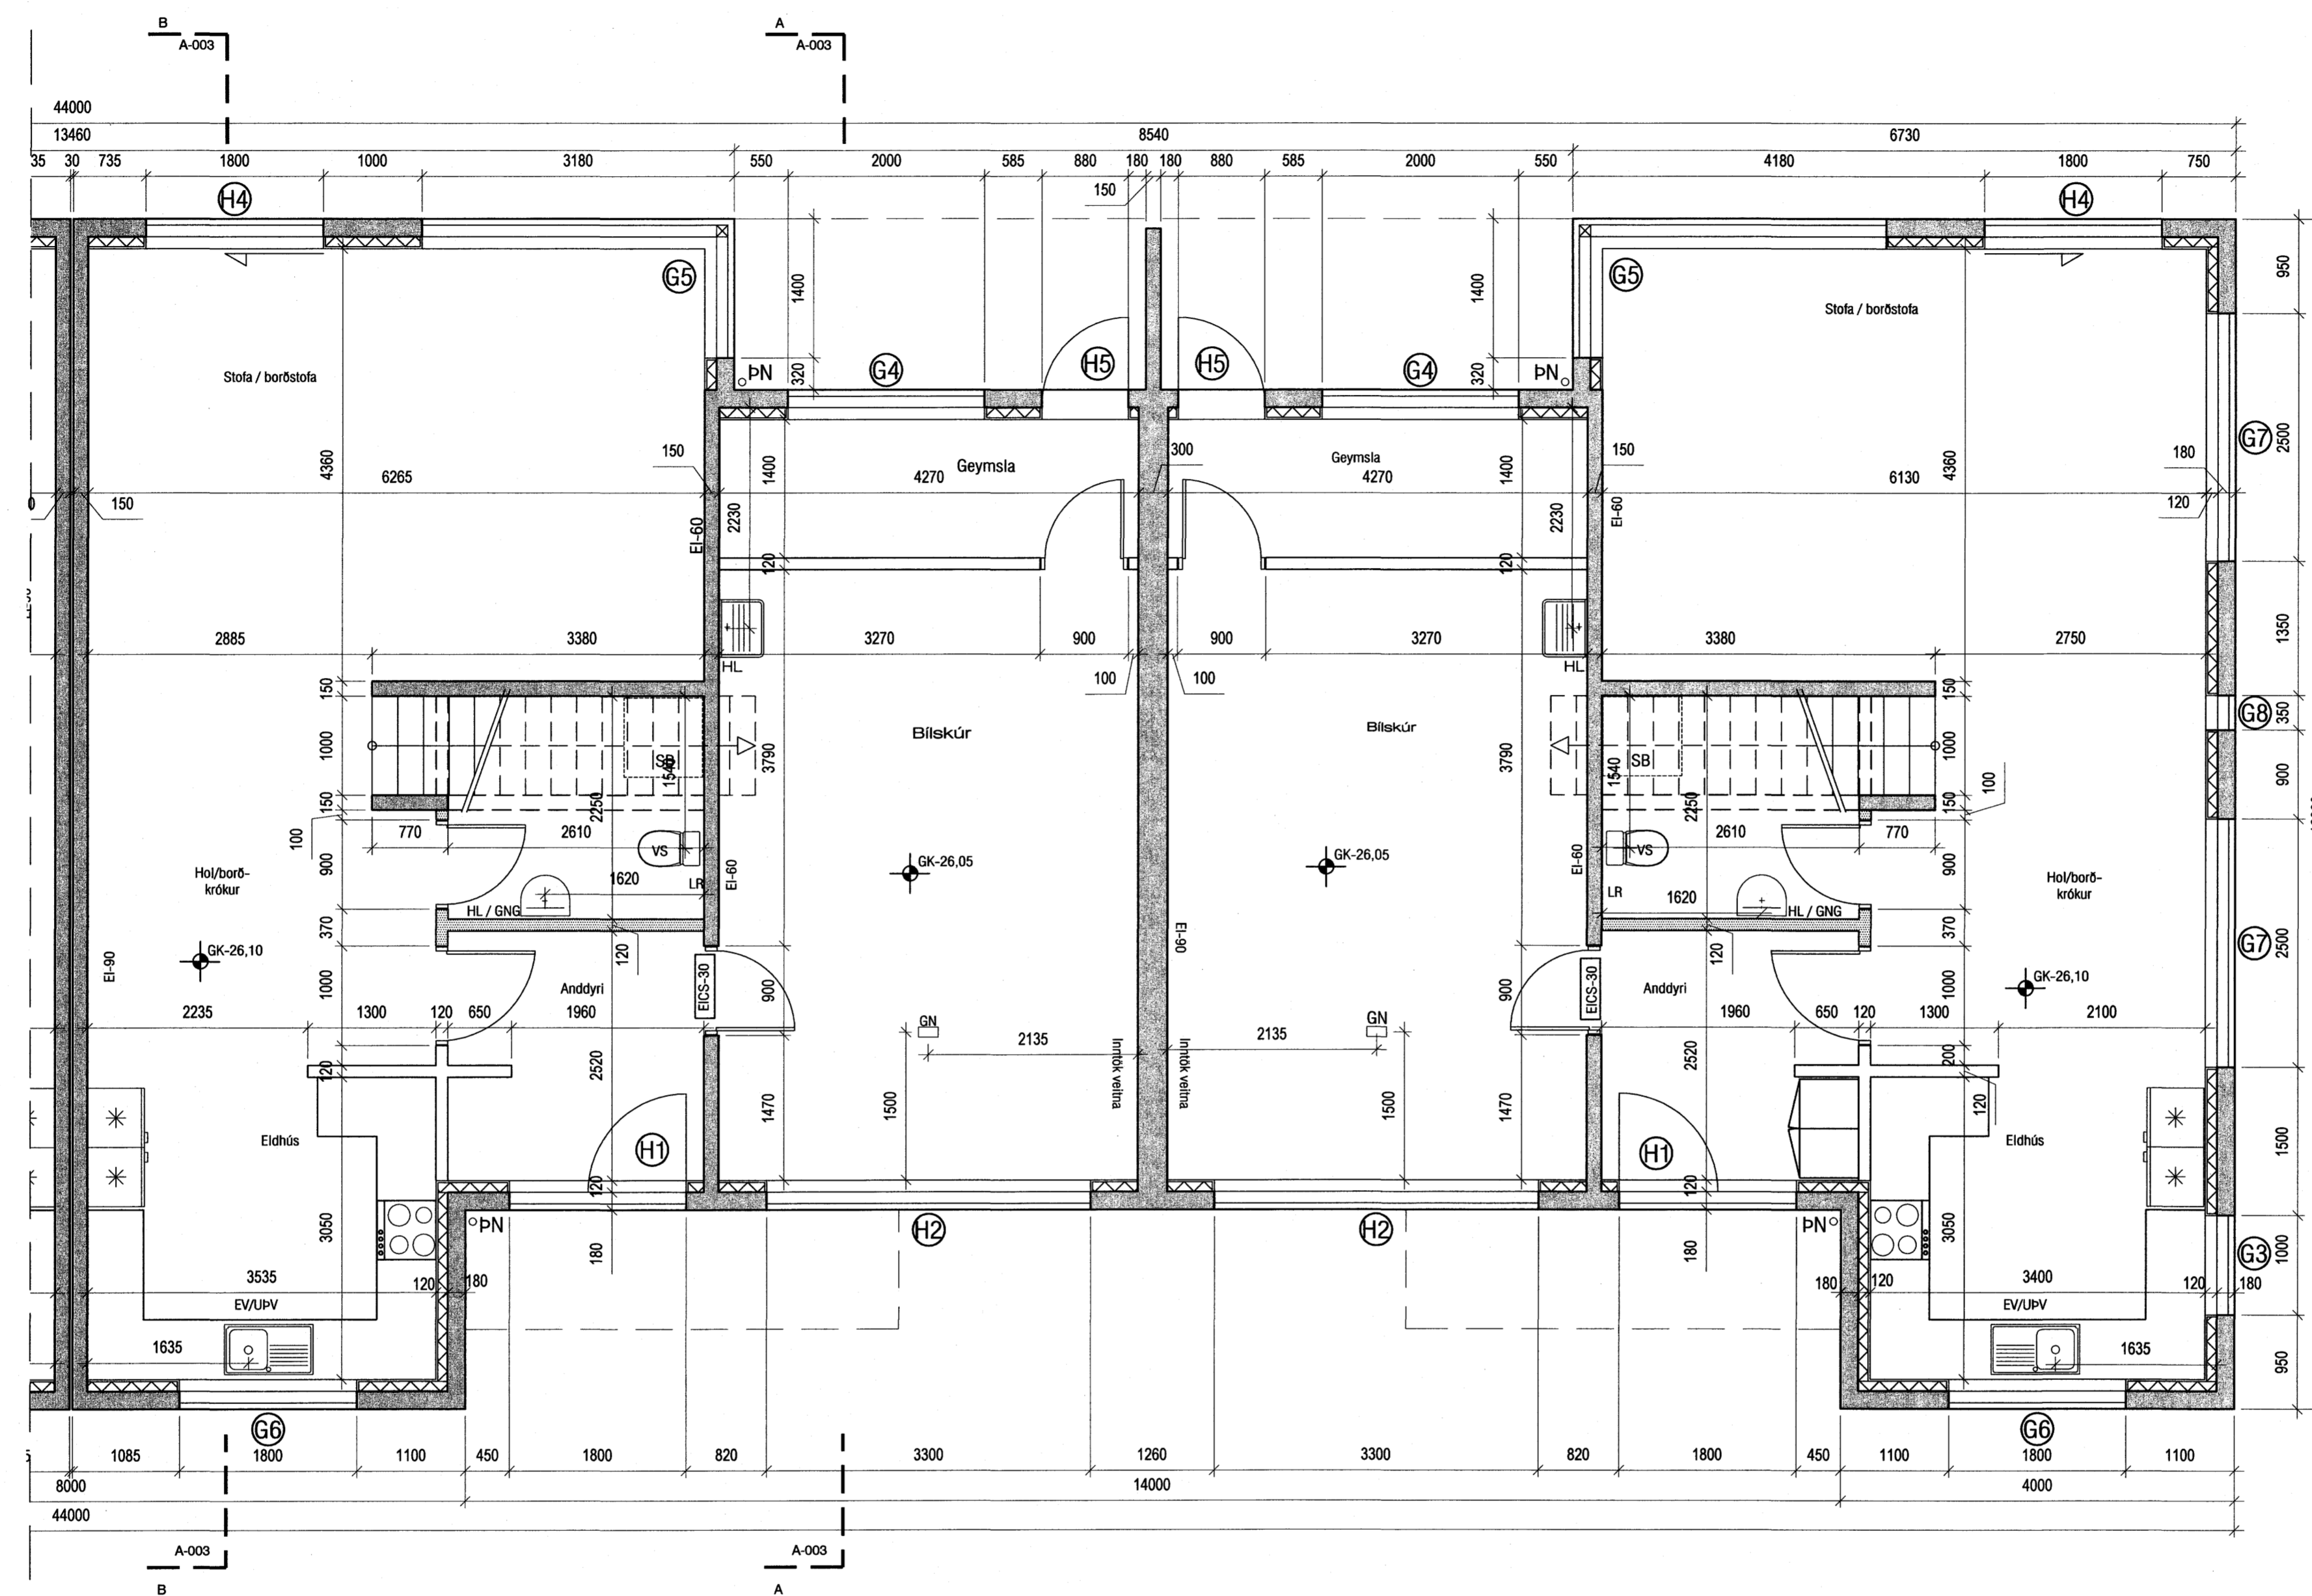 B
A-003
A
A-003
44000
13460
8540
6730
35 30 735 1800 1000 3180 550 2000 585 880 180 180 880 585 2000 550 4180 1800 750
150
H4
H4
G5
G5
1400
1400
950
Stofa / borðstofa
Stofa / borðstofa
ÞN
320
G4
H5
H5
G4
320
ÞN
G7
2500
150
4360
6265
150
EI-60
2230
1400
4270
Geymsla
300
Geymsla
4270
1400
2230
150
EI-60
6130
4360
180
120
120
120
2885
3380
3270
900
900
3270
3380
2750
1350
HL
HL
100
100
150
150
1000
SB
1540
2250
3790
Bílskúr
Bílskúr
3790
SB
1540
2250
1000
G8
350
900
150
150
100
100
770
2610
VS
2610
770
VS
900
900
1620
LR
EI-60
GK-26,05
GK-26,05
EI-60
LR
1620
Hol/borð-
krókur
Hol/borð-
krókur
HL / GNG
HL / GNG
370
120
EI-90
120
370
G7
2500
EI-90
GK-26,10
GK-26,10
1000
Anddyri
EICS-30
900
900
EICS-30
Anddyri
1000
2235
1300
120
650
1960
GN
2135
2135
GN
1960
650
120
1300
2100
120
2520
1470
1500
Inntök veitna
Inntök veitna
1500
1470
2520
200
120
Eldhús
Eldhús
1500
H1
H1
120
120
3050
3050
ÞN
ÞN
180
H2
H2
180
G3
1000
3535
120
180
180
120
3400
120
180
EV/UÞV
EV/UÞV
1635
1635
950
G6
G6
1085 1800 1100 450 1800 820 3300 1260 3300 820 1800 450 1100 1800 1100
8000
14000
4000
44000
A-003
B
A-003
A